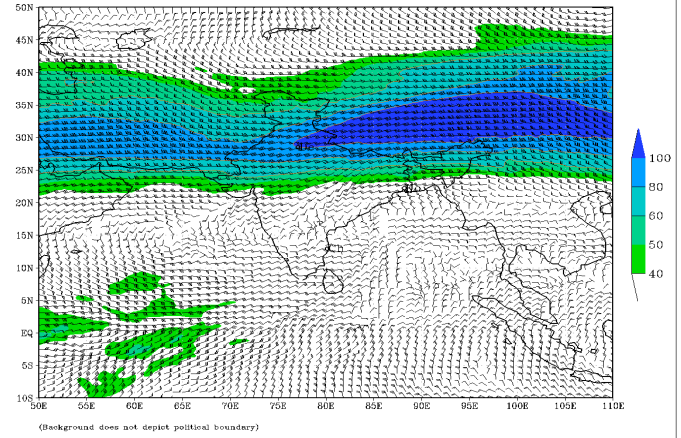 50N
45N
40N
35N
30N
25N
20N
15N
10N
5N
EQ
5S
10S
50E 55E 60E 65E 70E 75E 80E 85E 90E 95E 100E 105E 110E
100
80
60
50
40
(Background does not depict political boundary)